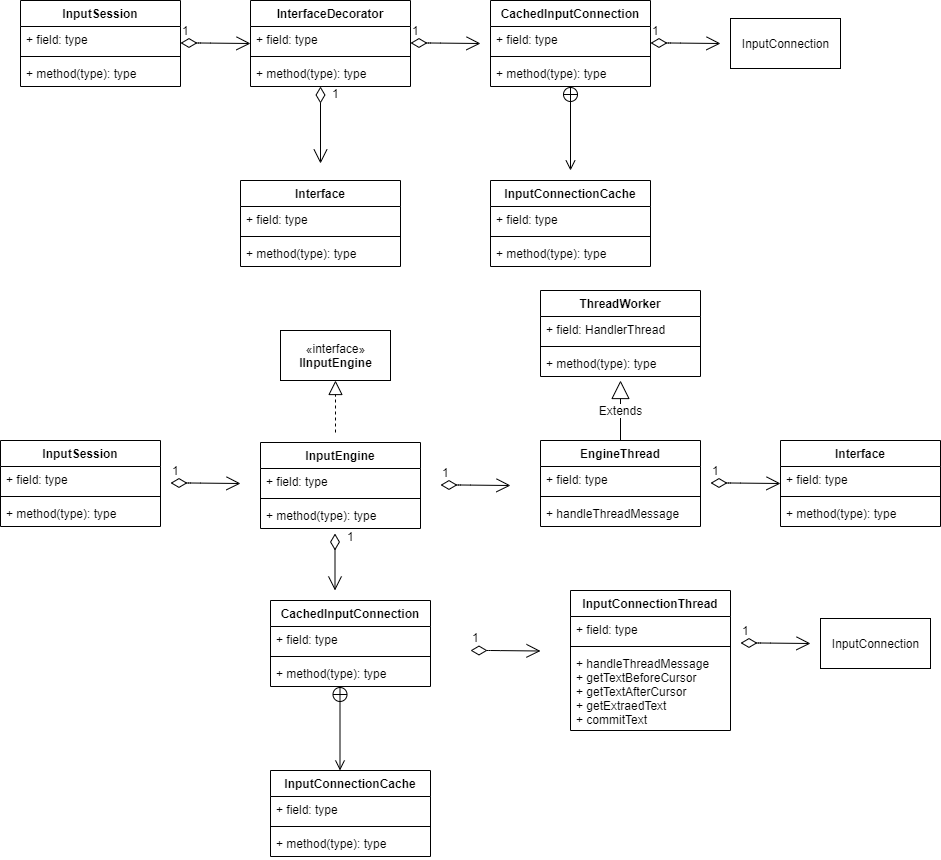 InputSession
+ field: type
+ method(type): type
1
InterfaceDecorator
+ field: type
+ method(type): type
1
CachedInputConnection
+ field: type
+ method(type): type
1
InputConnection
1
Interface
+ field: type
+ method(type): type
InputConnectionCache
+ field: type
+ method(type): type
ThreadWorker
+ field: HandlerThread
+ method(type): type
«interface»
IInputEngine
Extends
InputSession
+ field: type
+ method(type): type
1
InputEngine
+ field: type
+ method(type): type
1
EngineThread
+ field: type
+ handleThreadMessage
1
Interface
+ field: type
+ method(type): type
1
CachedInputConnection
+ field: type
+ method(type): type
1
InputConnectionThread
+ field: type
+ handleThreadMessage
+ getTextBeforeCursor
+ getTextAfterCursor
+ getExtraedText
+ commitText
1
InputConnection
InputConnectionCache
+ field: type
+ method(type): type